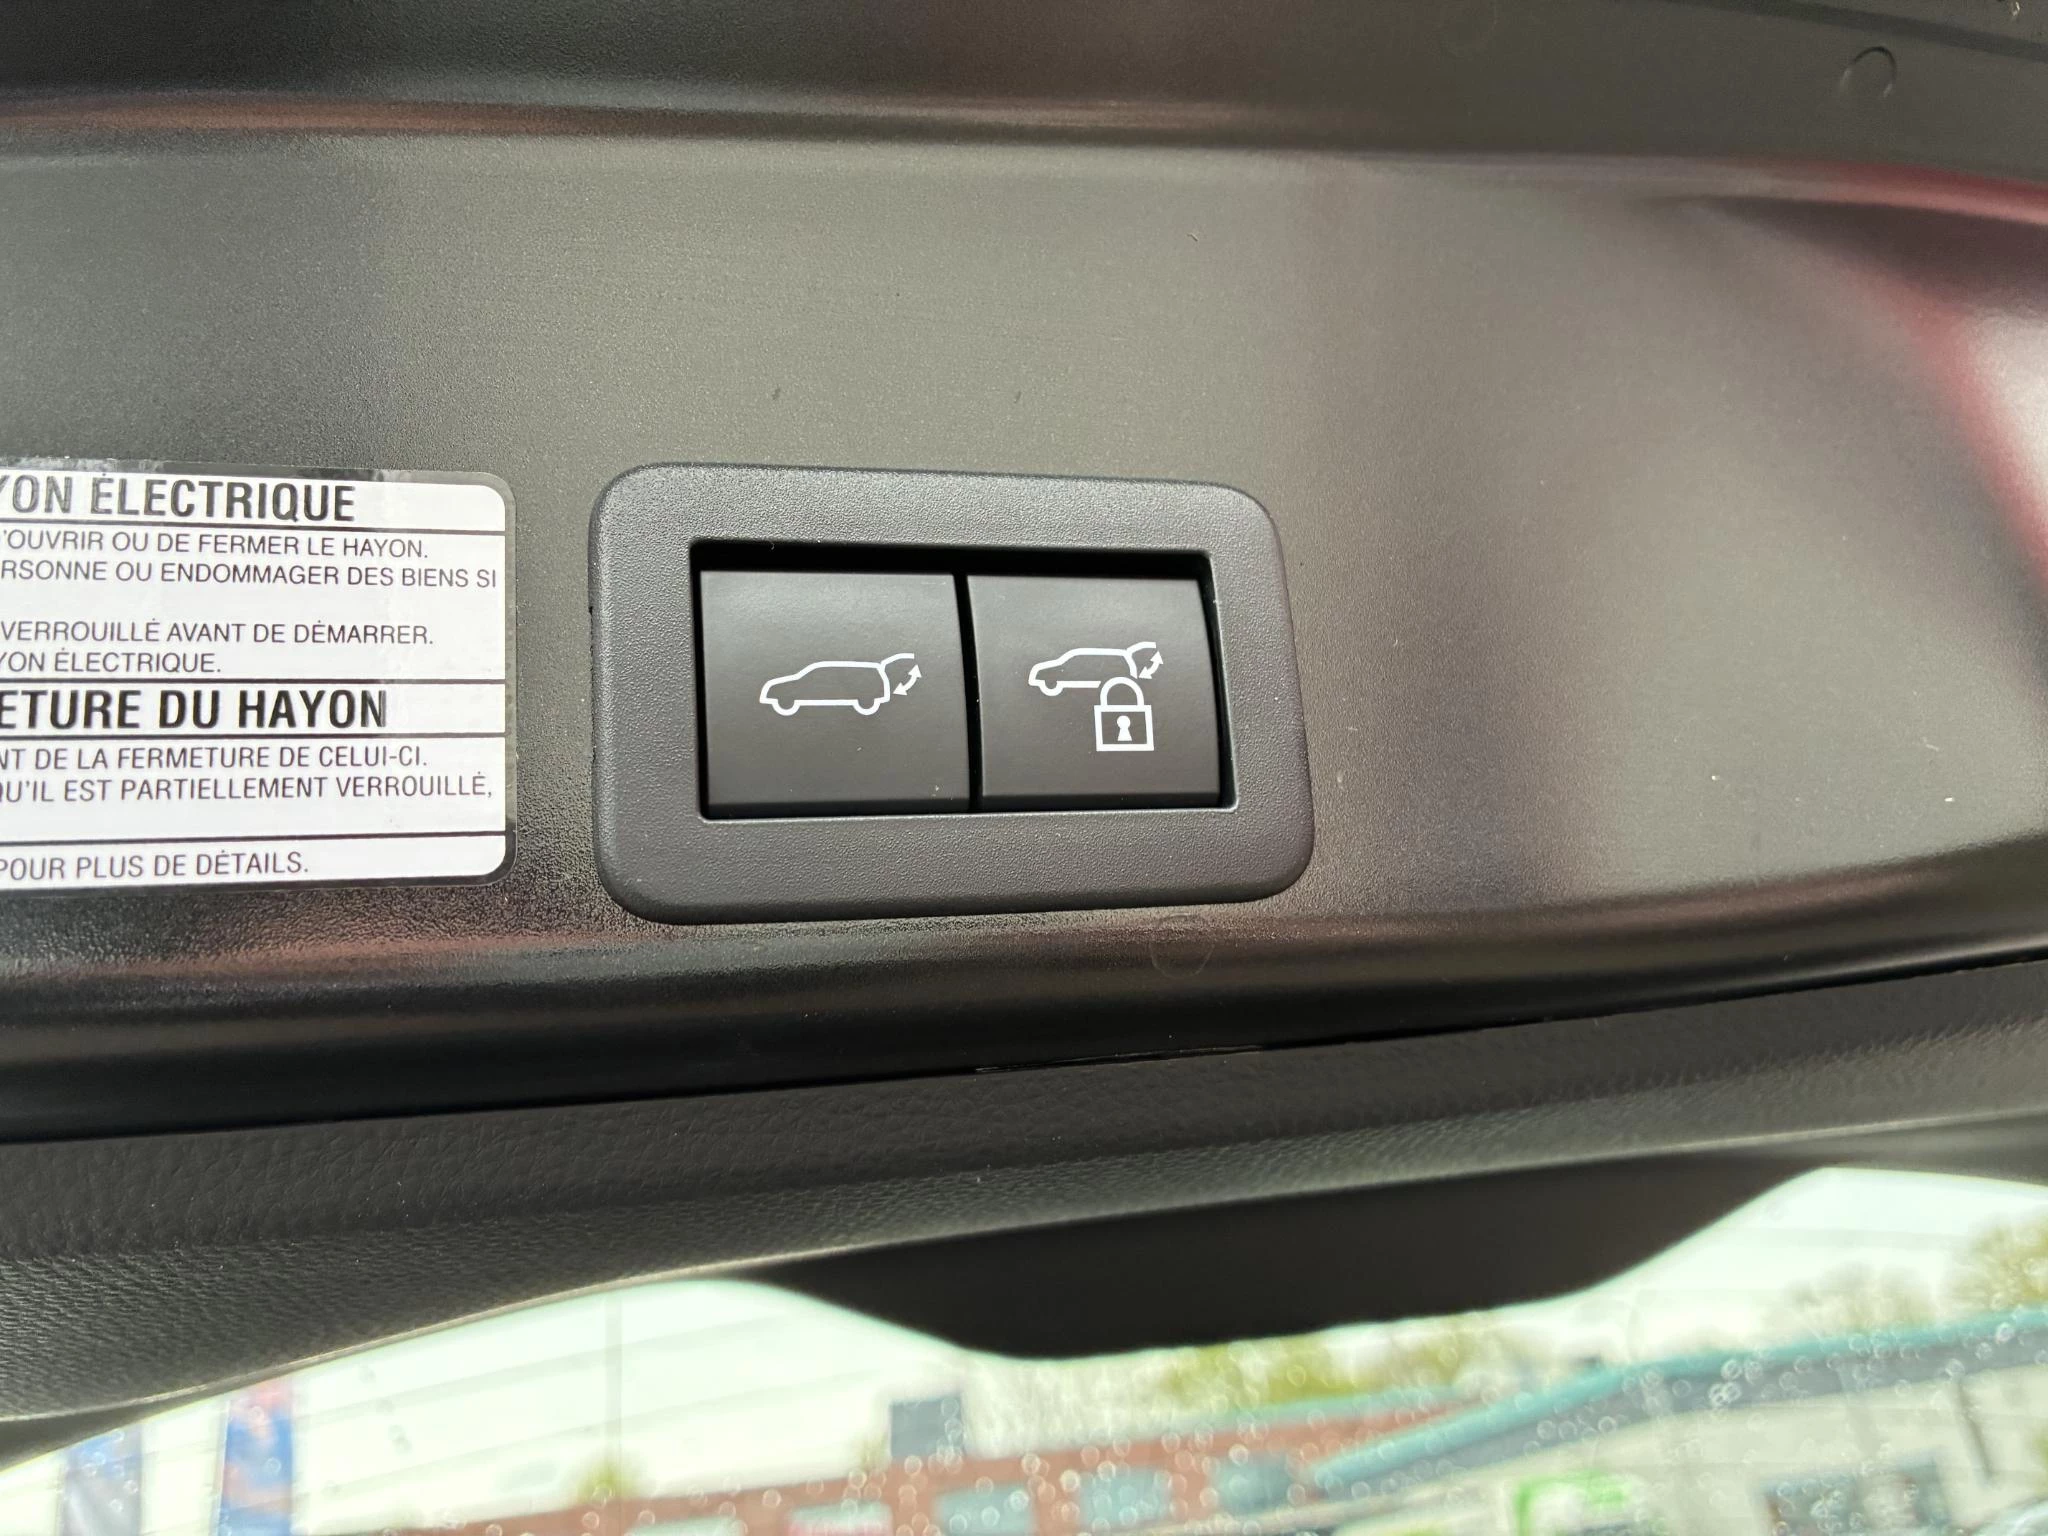 YON ÉLECTRIQUE
'OUVRIR OU DE FERMER LE HAYON.
RSONNE OU ENDOMMAGER DES BIENS SI
VERROUILLÉ AVANT DE DÉMARRER.
YON ÉLECTRIQUE.
ETURE DU HAYON
NT DE LA FERMETURE DE CELUI-CI.
QU'IL EST PARTIELLEMENT VERROUILLÉ,
POUR PLUS DE DÉTAILS.